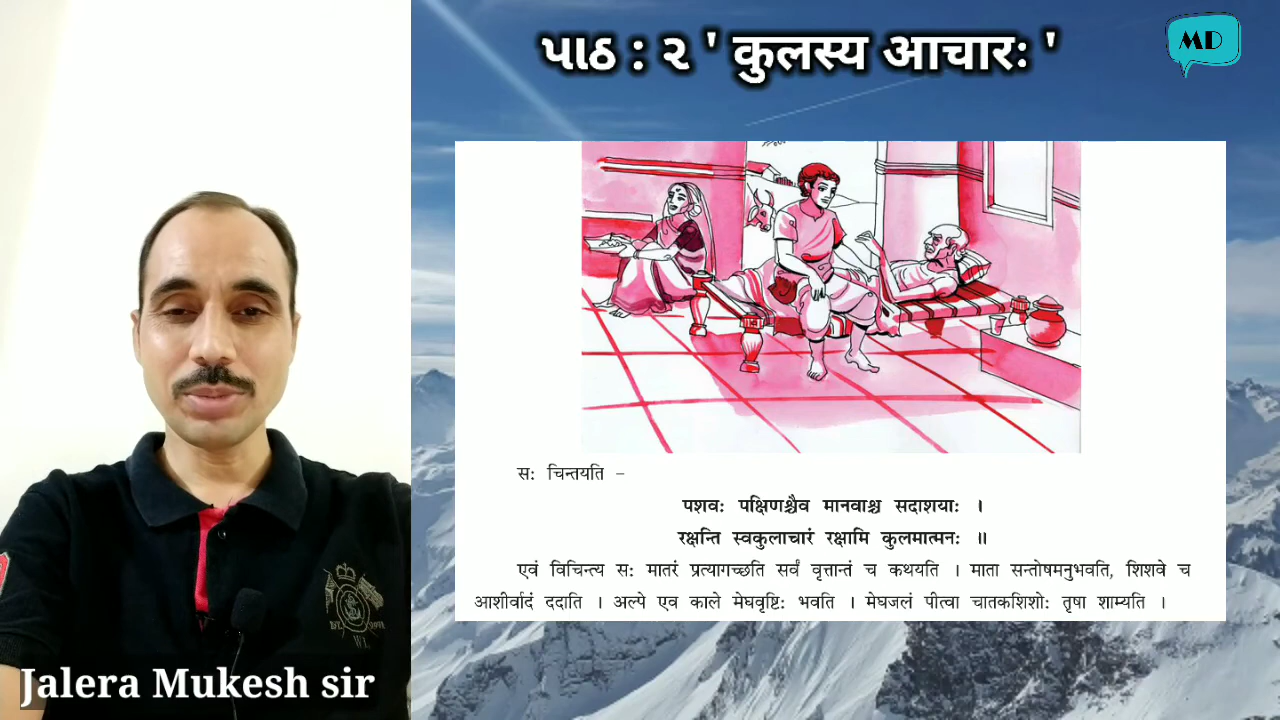 પાઠ : ૨ ' कुलस्य आचारः '
MD
सः चिन्तयति –
पशवः पक्षिणश्चैव मानवाश्च सदाशयाः ।
रक्षन्ति स्वकुलाचारं रक्षामि कुलमात्मनः ॥
एवं विचिन्त्य सः मातरं प्रत्यागच्छति सर्वं वृत्तान्तं च कथयति । माता सन्तोषमनुभवति, शिशवे च
आशीर्वादं ददाति । अल्पे एव काले मेघवृष्टिः भवति । मेघजलं पीत्वा चातकशिशोः तृषा शाम्यति ।
Jalera Mukesh sir